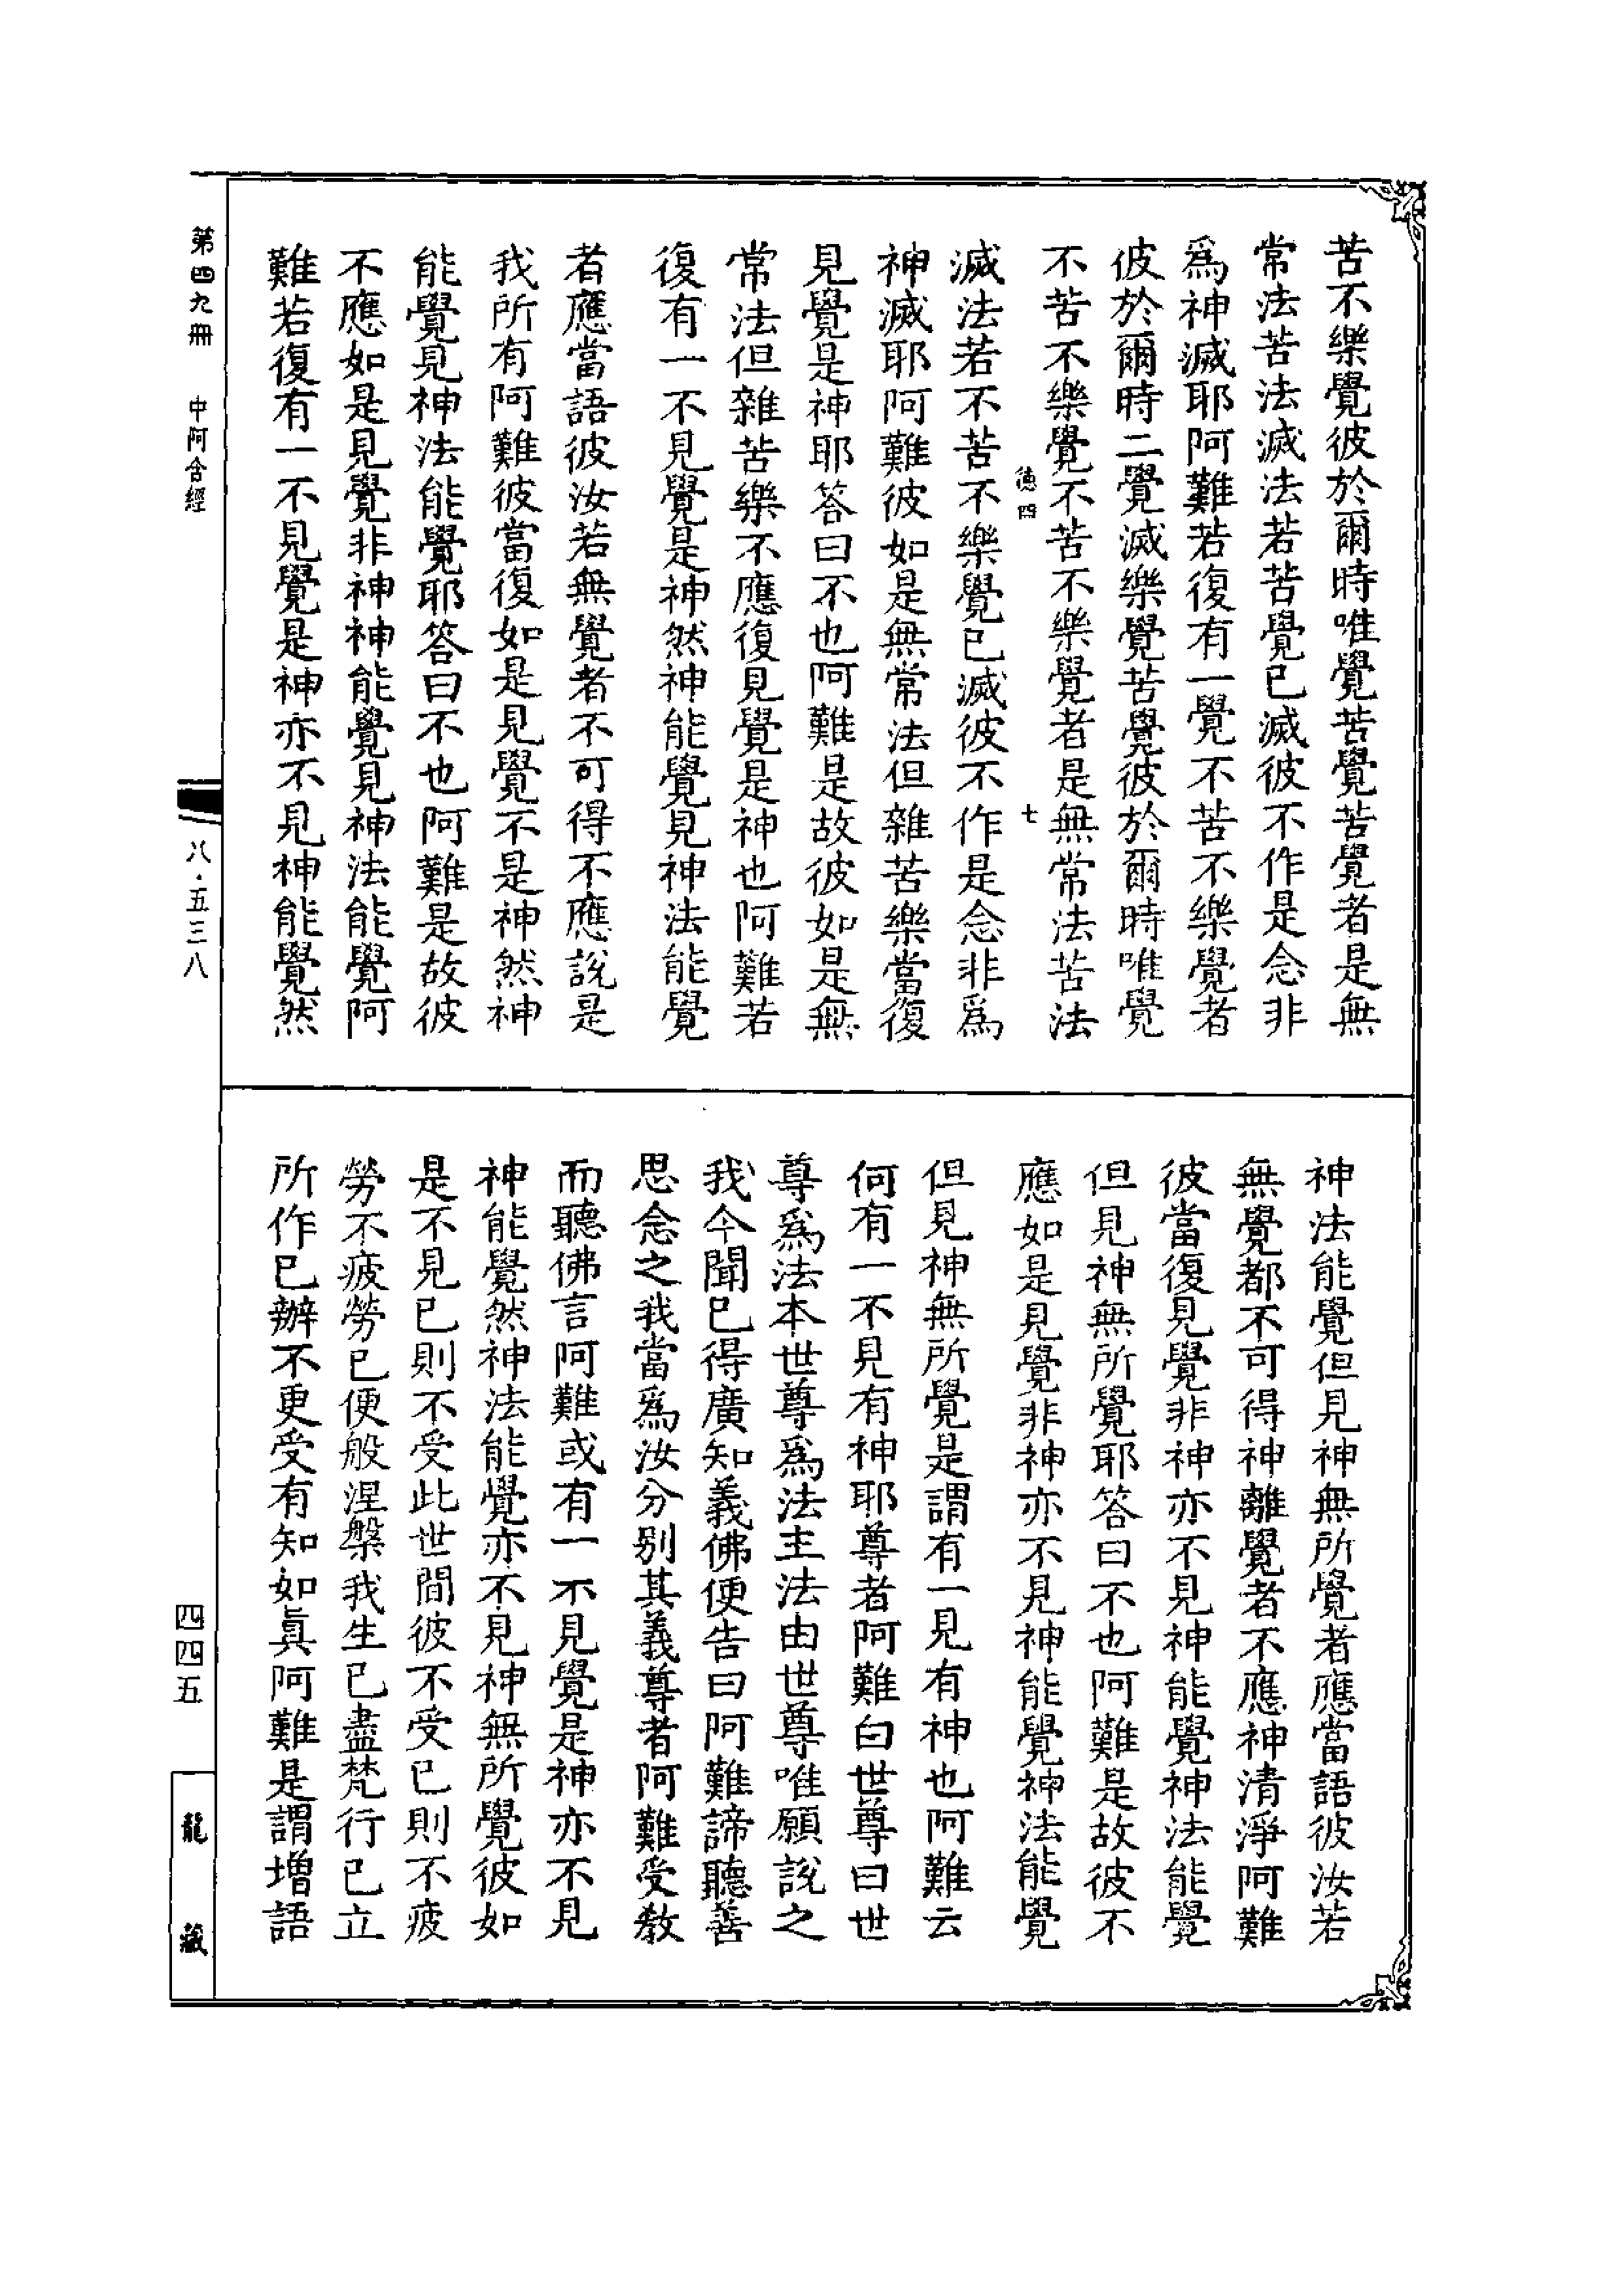 苦不樂覺彼於爾時唯覺苦覺苦覺者是無
常法苦法滅法若苦覺已滅彼不作是念非
爲神滅耶阿難若復有一覺不苦不樂覺者
彼於爾時二覺滅樂覺苦覺彼於爾時唯覺
不苦不樂覺不苦不樂覺者是無常法苦法
德四 七
滅法若不苦不樂覺已滅彼不作是念非爲
神滅耶阿難彼如是無常法但雜苦樂當復
見覺是神耶答曰不也阿難是故彼如是無
常法但雜苦樂不應復見覺是神也阿難若
復有一不見覺是神然神能覺見神法能覺
者應當語彼汝若無覺者不可得不應說是
我所有阿難彼當復如是見覺不是神然神
能覺見神法能覺耶答曰不也阿難是故彼
不應如是見覺非神神能覺見神法能覺阿
難若復有一不見覺是神亦不見神能覺然
神法能覺但見神無所覺者應當語彼汝若
無覺都不可得神離覺者不應神清淨阿難
彼當復見覺非神亦不見神能覺神法能覺
但見神無所覺耶答曰不也阿難是故彼不
應如是見覺非神亦不見神能覺神法能覺
但見神無所覺是謂有一見有神也阿難云
何有一不見有神耶尊者阿難白世尊曰世
尊爲法本世尊爲法主法由世尊唯願說之
我今聞已得廣知義佛便告曰阿難諦聽善
思念之我當爲汝分別其義尊者阿難受教
而聽佛言阿難或有一不見覺是神亦不見
神能覺然神法能覺亦不見神無所覺彼如
是不見已則不受此世間彼不受已則不疲
勞不疲勞已便般涅槃我生已盡梵行已立
所作已辦不更受有知如眞阿難是謂增語
第四九冊 中阿含經
八·五三八
四四五
龍藏